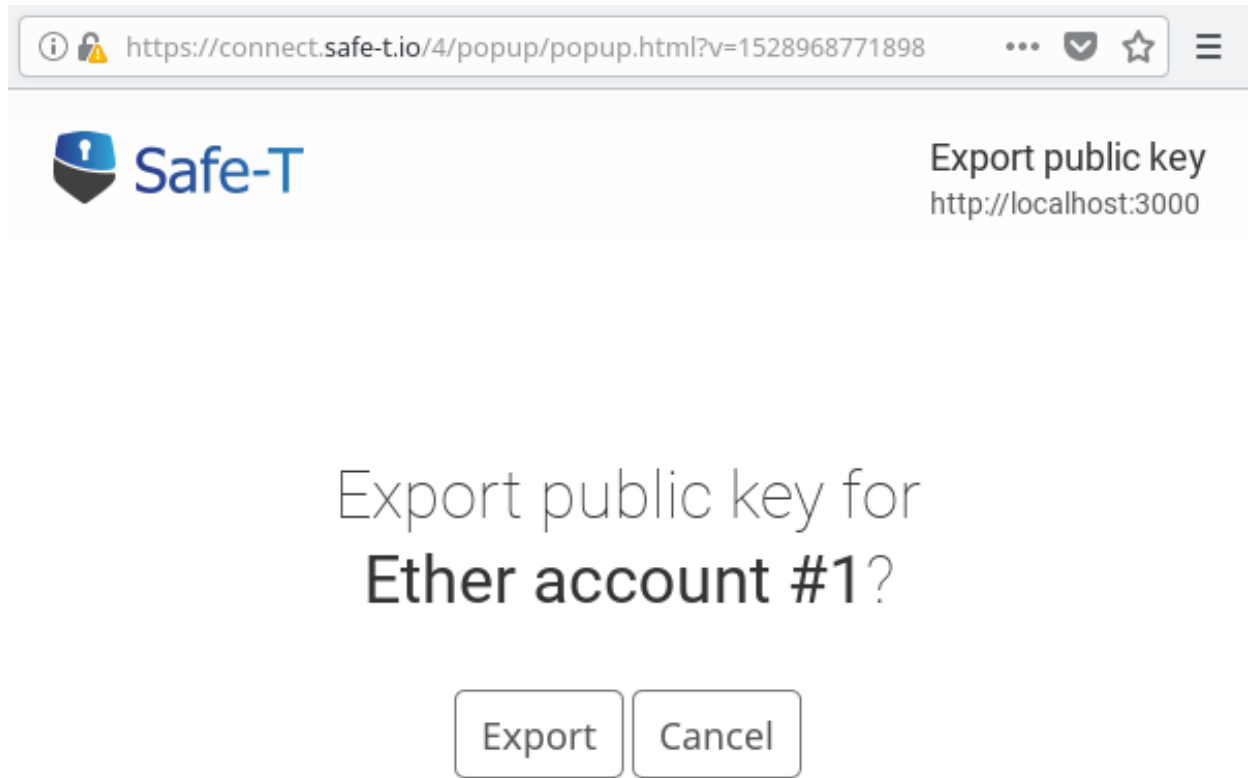 https://connect.safe-t.io/4/popup/popup.html?v=1528968771898
Safe-T
Export public key
http://localhost:3000
Export public key for
Ether account #1?
Export Cancel